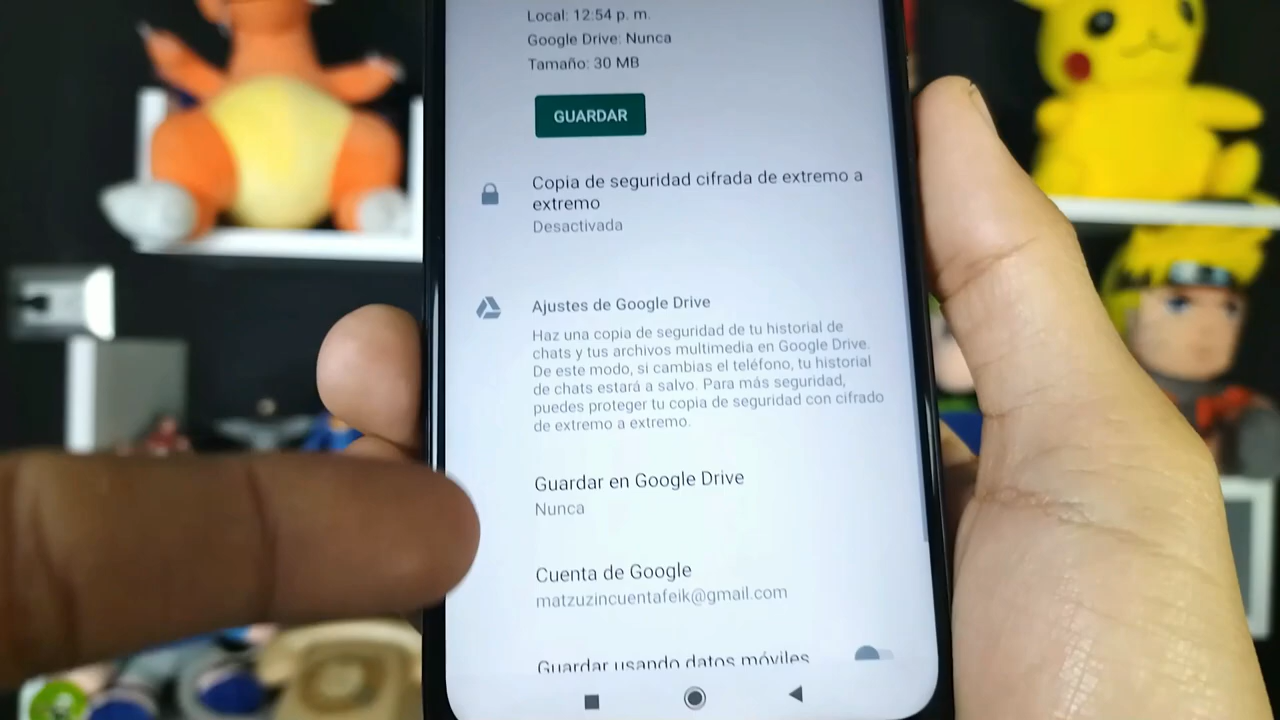 Local: 12:54 p. m.
Google Drive: Nunca
Tamaño: 30 MB
GUARDAR
Copia de seguridad cifrada de extremo a
extremo
Desactivada
Ajustes de Google Drive
Haz una copia de seguridad de tu historial de
chats y tus archivos multimedia en Google Drive.
De este modo, si cambias el teléfono, tu historial
de chats estará a salvo. Para más seguridad,
puedes proteger tu copia de seguridad con cifrado
de extremo a extremo.
Guardar en Google Drive
Nunca
Cuenta de Google
matzuzincuentafeik@gmail.com
Guardar usando datos móviles